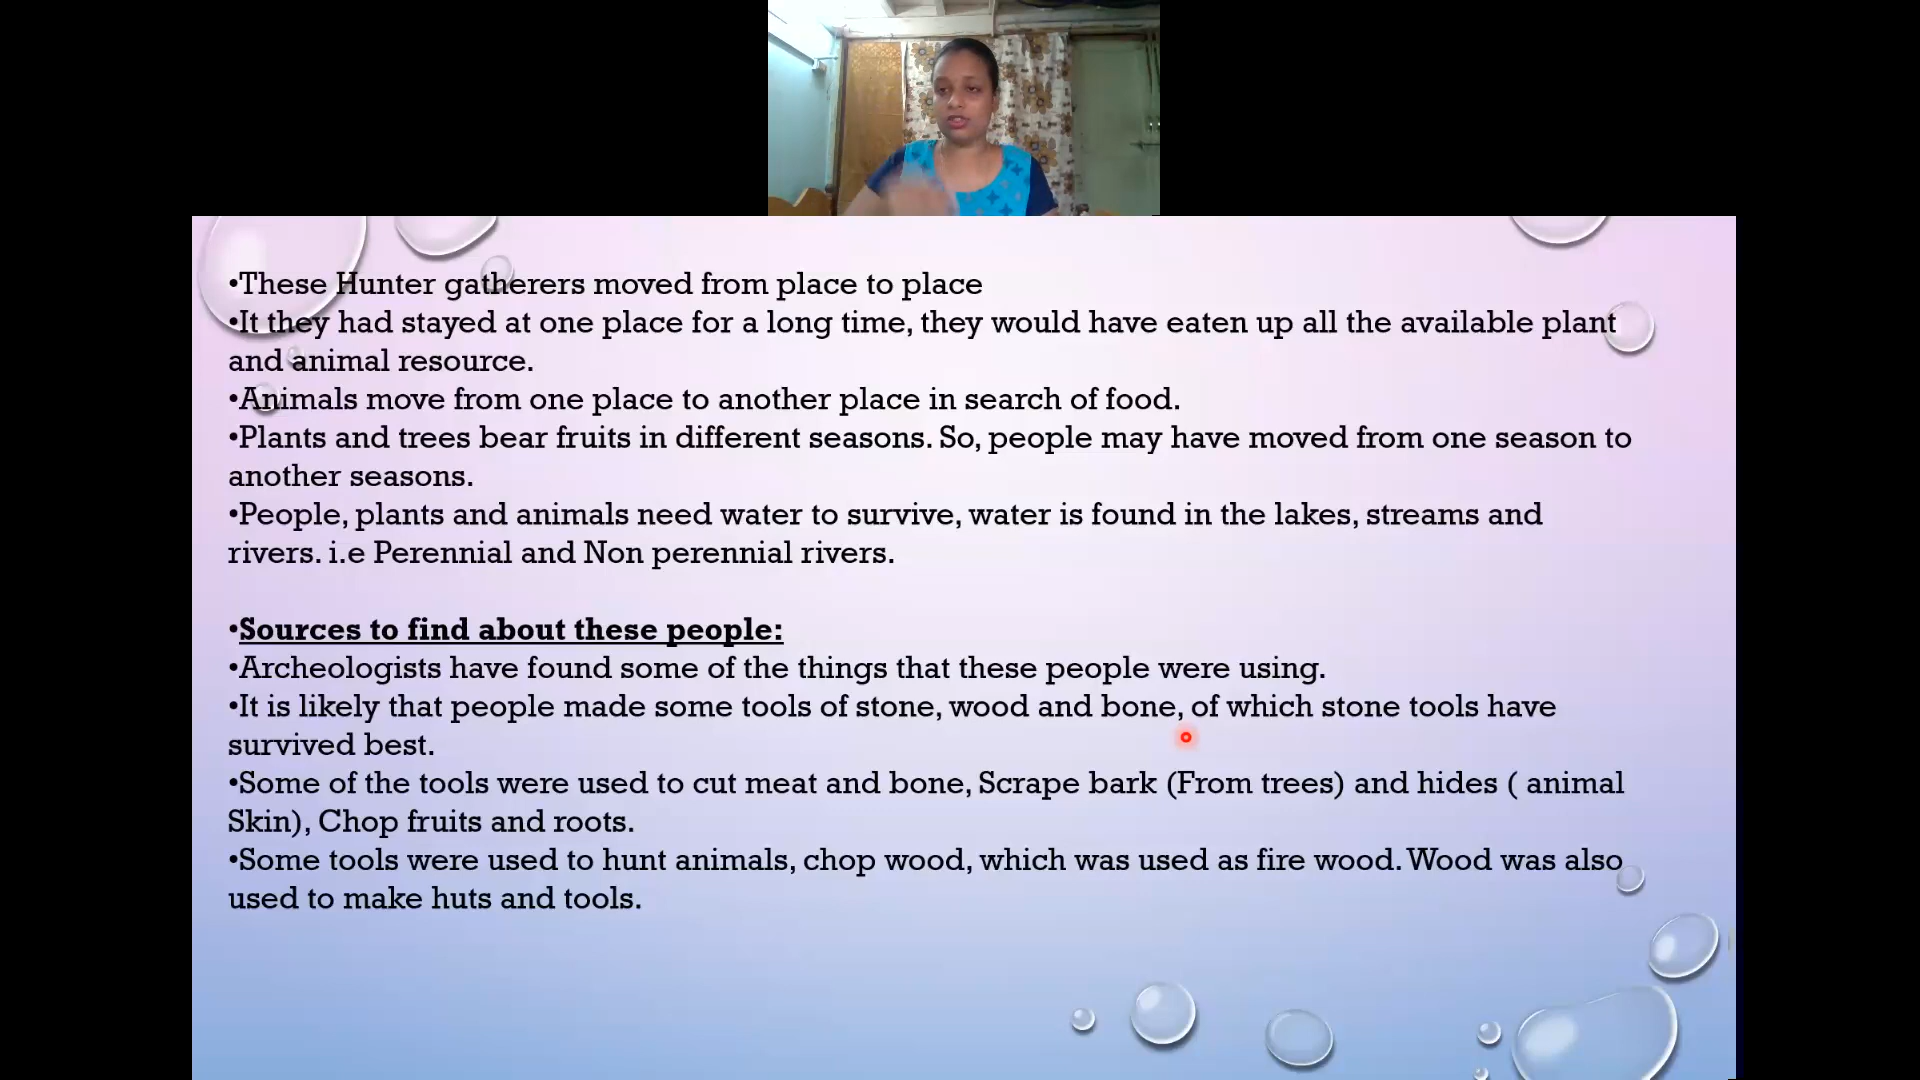 •These Hunter gatherers moved from place to place
•It they had stayed at one place for a long time, they would have eaten up all the available plant
and animal resource.
•Animals move from one place to another place in search of food.
•Plants and trees bear fruits in different seasons. So, people may have moved from one season to
another seasons.
•People, plants and animals need water to survive, water is found in the lakes, streams and
rivers. i.e Perennial and Non perennial rivers.
•Sources to find about these people:
•Archeologists have found some of the things that these people were using.
•It is likely that people made some tools of stone, wood and bone, of which stone tools have
survived best.
•Some of the tools were used to cut meat and bone, Scrape bark (From trees) and hides ( animal
Skin), Chop fruits and roots.
•Some tools were used to hunt animals, chop wood, which was used as fire wood. Wood was also
used to make huts and tools.